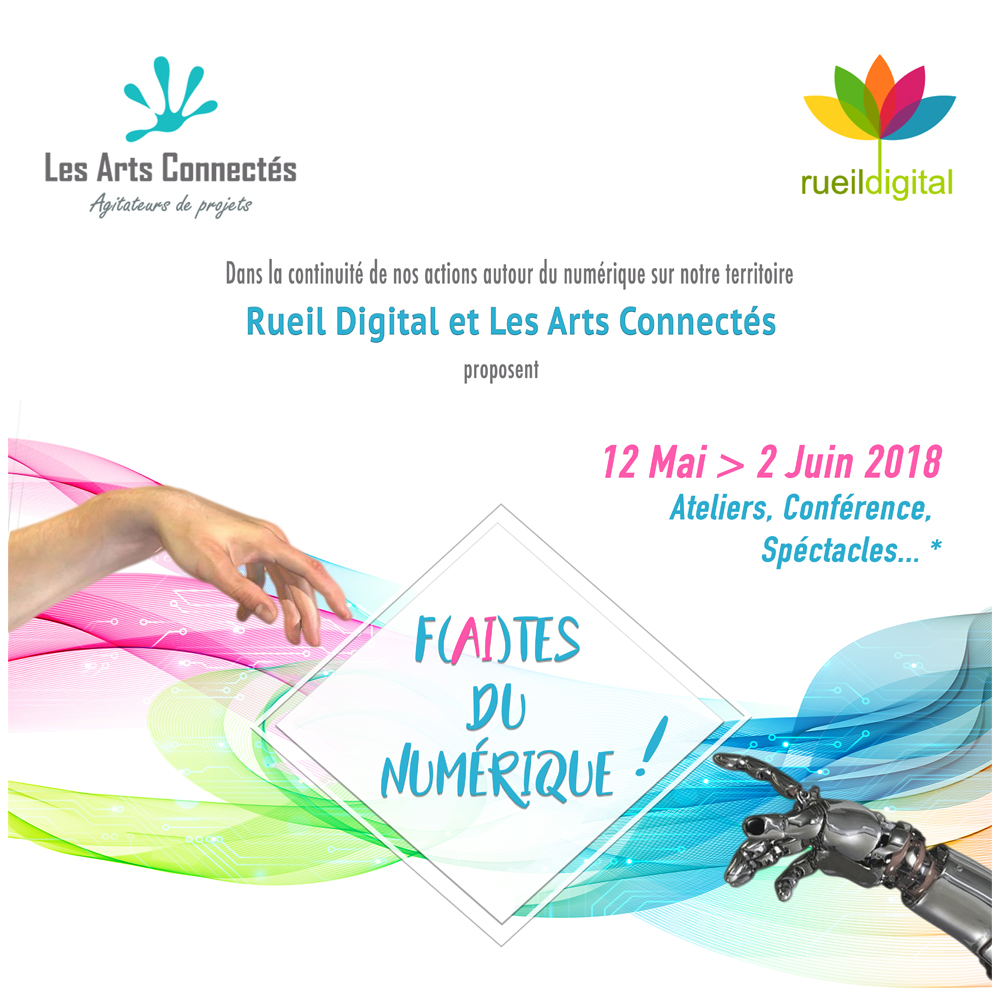 Les Arts Connectés
Agitateurs de projets
rueildigital
Dans la continuité de nos actions autour du numérique sur notre territoire
Rueil Digital et Les Arts Connectés
proposent
12 Mai > 2 Juin 2018
Ateliers, Conférence,
Spéctacles... *
F(AI)TES
DU
NUMÉRIQUE !